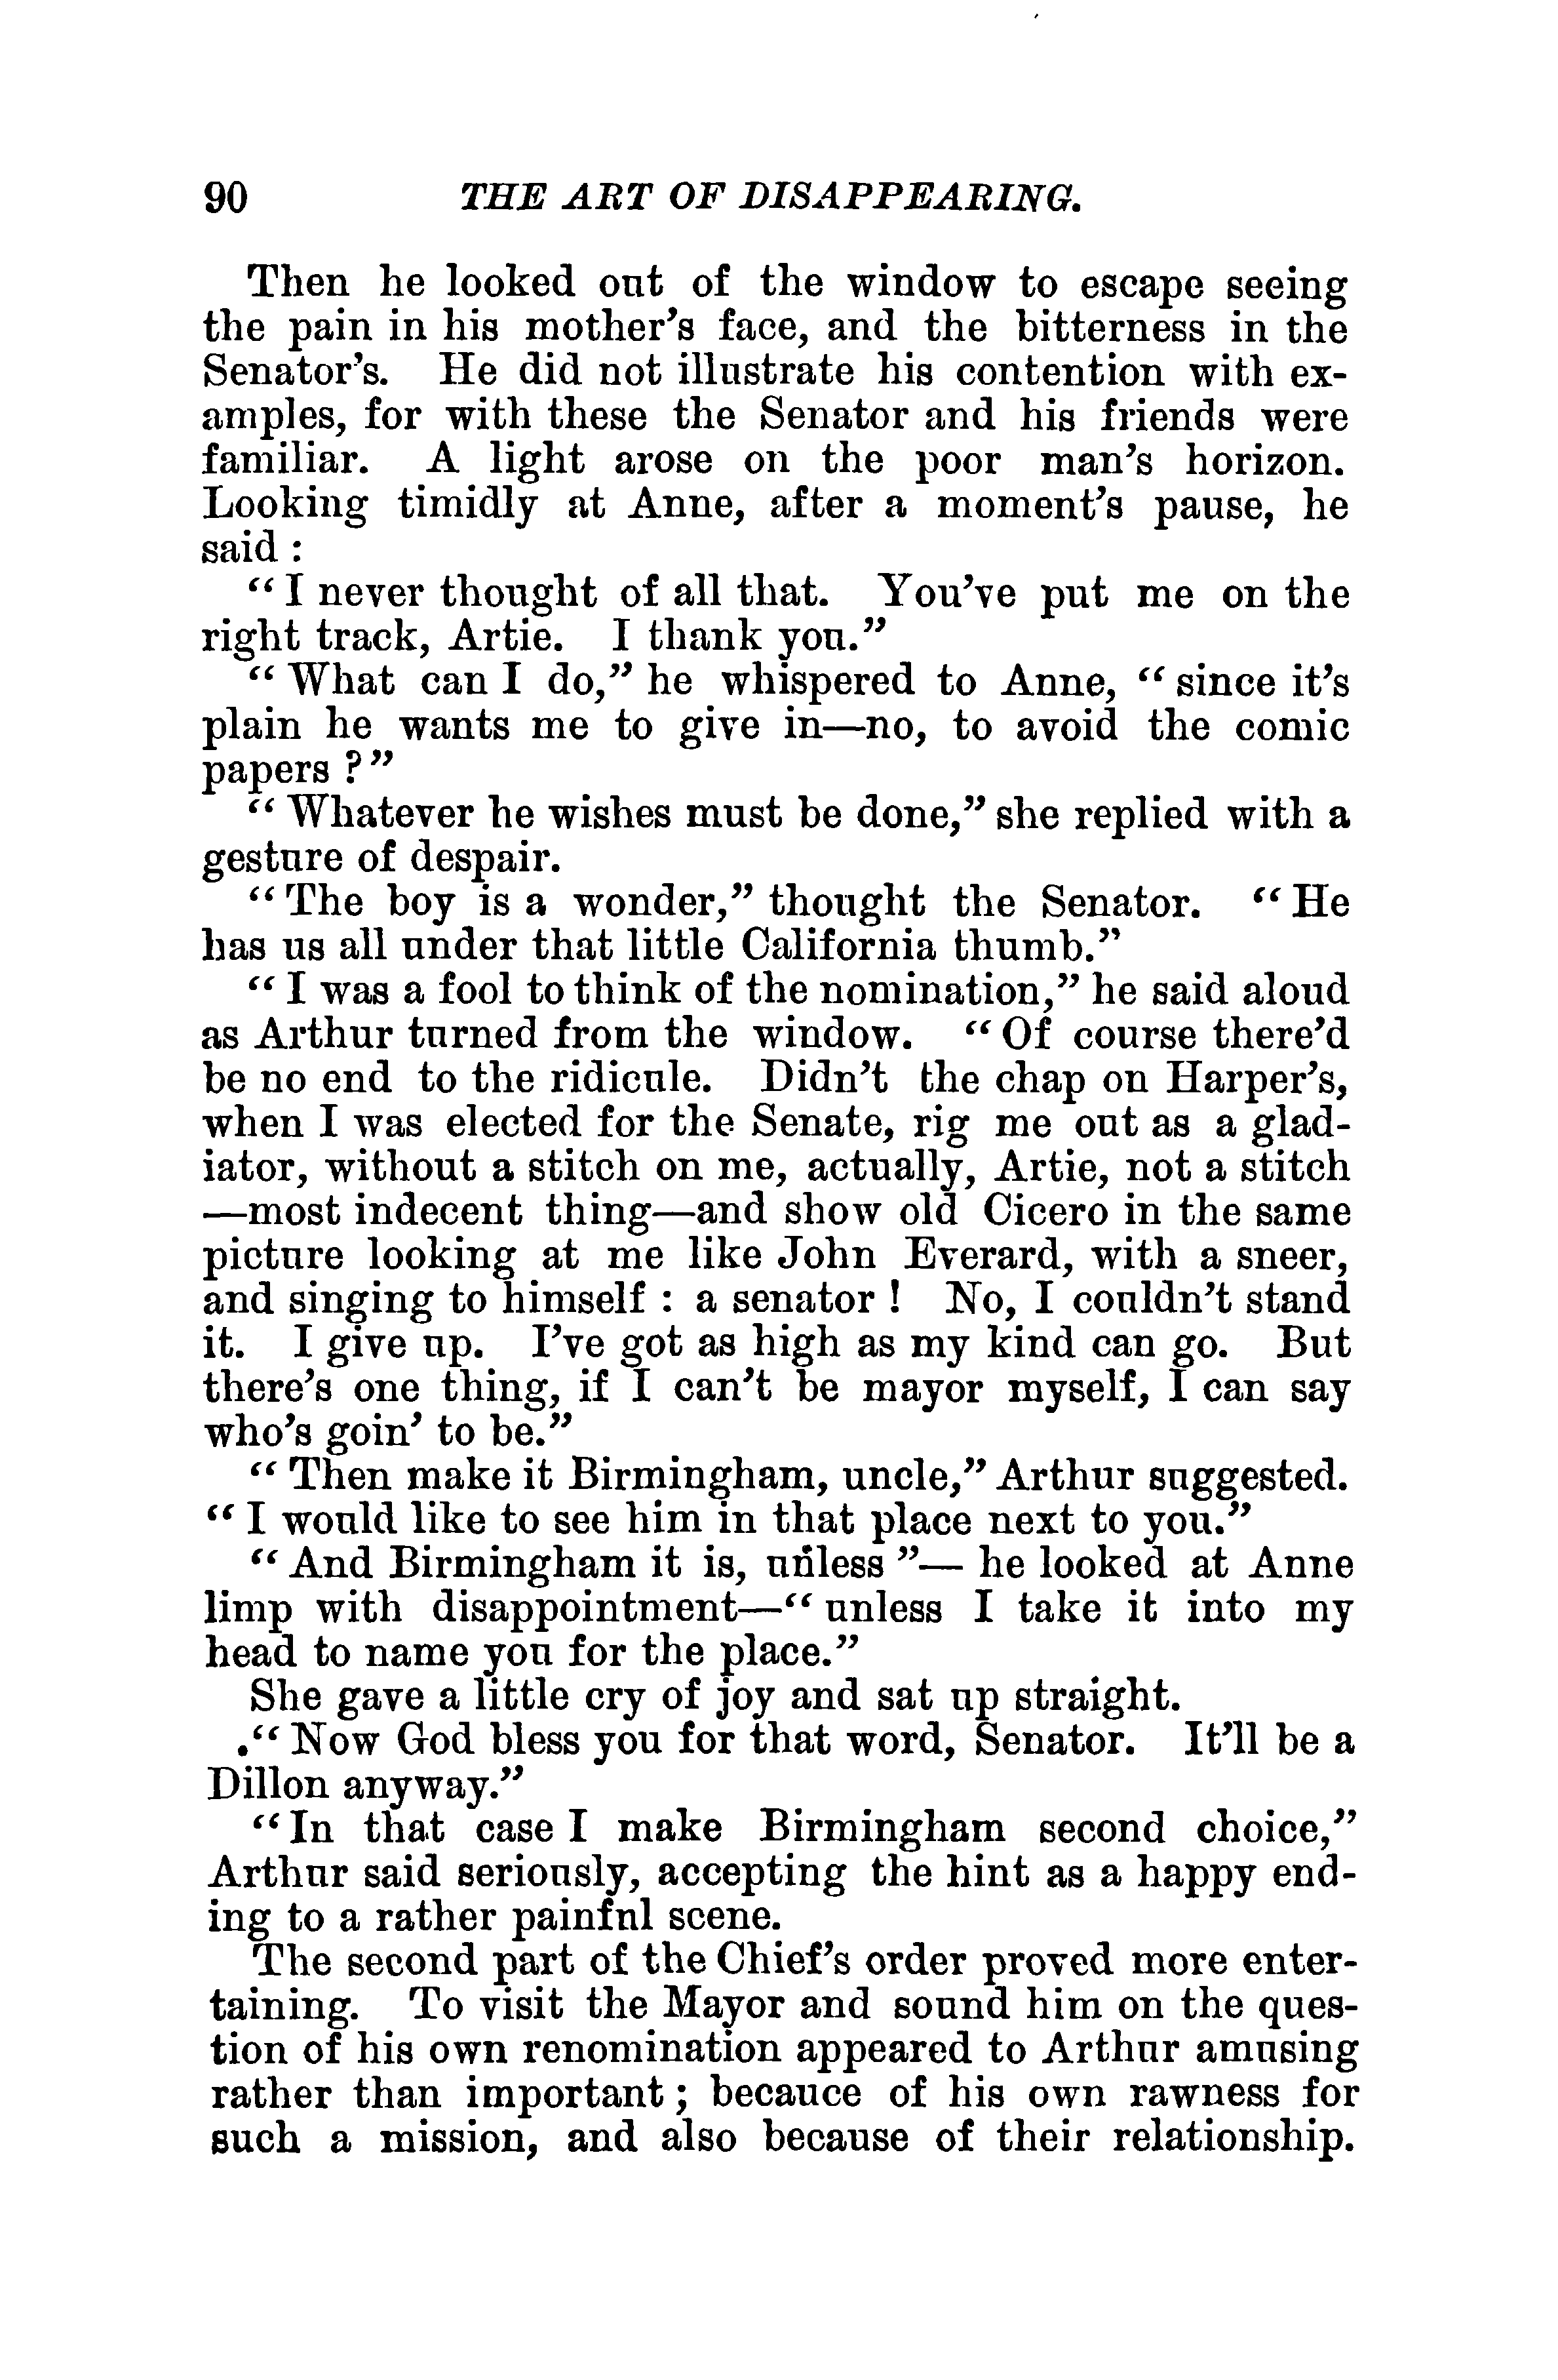 90 THE ART OF DISAPPEARING.
Then he looked out of the window to escape seeing
the pain in his mother's face, and the bitterness in the
Senator's. He did not illustrate his contention with ex-
amples, for with these the Senator and his friends were
familiar. A light arose on the poor man's horizon.
Looking timidly at Anne, after a moment's pause, he
said :
“ I never thought of all that. You've put me on the
right track, Artie. I thank you.”
“ What can I do,” he whispered to Anne, “ since it's
plain he wants me to give in—no, to avoid the comic
papers ?”
“ Whatever he wishes must be done,” she replied with a
gesture of despair.
“ The boy is a wonder,” thought the Senator. “ He
has us all under that little California thumb.”
“ I was a fool to think of the nomination,” he said aloud
as Arthur turned from the window. “ Of course there'd
be no end to the ridicule. Didn't the chap on Harper's,
when I was elected for the Senate, rig me out as a glad-
iator, without a stitch on me, actually, Artie, not a stitch
—most indecent thing—and show old Cicero in the same
picture looking at me like John Everard, with a sneer,
and singing to himself : a senator ! No, I couldn't stand
it. I give up. I've got as high as my kind can go. But
there's one thing, if I can't be mayor myself, I can say
who's goin' to be.”
“ Then make it Birmingham, uncle,” Arthur suggested.
“ I would like to see him in that place next to you.”
“ And Birmingham it is, unless ”— he looked at Anne
limp with disappointment—“ unless I take it into my
head to name you for the place.”
She gave a little cry of joy and sat up straight.
.“ Now God bless you for that word, Senator. It'll be a
Dillon anyway.”
“ In that case I make Birmingham second choice,”
Arthur said seriously, accepting the hint as a happy end-
ing to a rather painful scene.
The second part of the Chief's order proved more enter-
taining. To visit the Mayor and sound him on the ques-
tion of his own renomination appeared to Arthur amusing
rather than important ; becauce of his own rawness for
such a mission, and also because of their relationship.